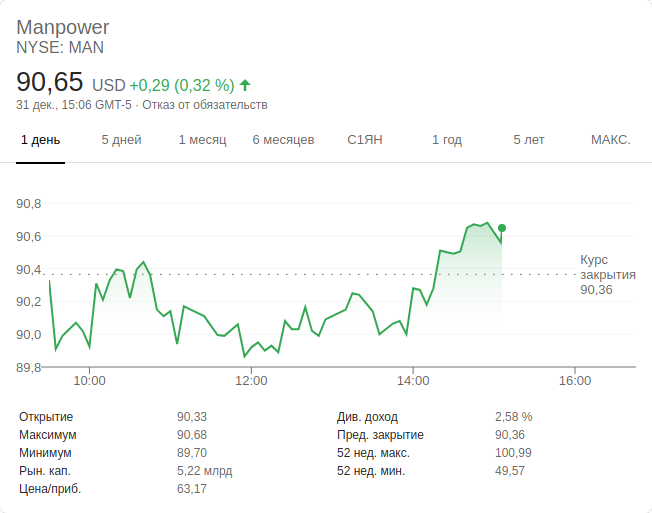 Manpower
NYSE: MAN
90,65 USD +0,29 (0,32 %)
31 дек., 15:06 GMT-5 · Отказ от обязательств
1 день 5 дней 1 месяц 6 месяцев С1ЯН 1 год 5 лет МАКС.
90,8
90,6
90,4
90,2
90,0
89,8
Курс
закрытия
90,36
10:00 12:00 14:00 16:00
Открытие 90,33 Див. доход 2,58 %
Максимум 90,68 Пред. закрытие 90,36
Минимум 89,70 52 нед. макс. 100,99
Рын. кап. 5,22 млрд 52 нед. мин. 49,57
Цена/приб. 63,17